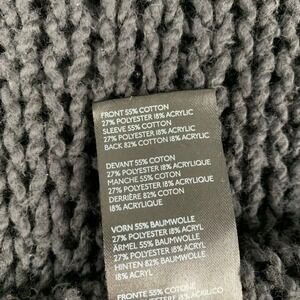 FRONT 55% COTTON
27% POLYESTER 18% ACRYLIC
SLEEVE 55% COTTON
27% POLYESTER 18% ACRYLIC
BACK 82% COTTON 18% ACRYLIC
DEVANT 55% COTON
27% POLYESTER 18% ACRYLIQUE
MANCHE 55% COTON
27% POLYESTER 18% ACRYLIQUE
DERRIÈRE 82% COTON
18% ACRYLIQUE
VORN 55% BAUMWOLLE
27% POLYESTER 18% ACRYL
ÄRMEL 55% BAUMWOLLE
27% POLYESTER 18% ACRYL
HINTEN 82% BAUMWOLLE
18% ACRYL
FRONTE 55% COTONE
18% ACRILICO